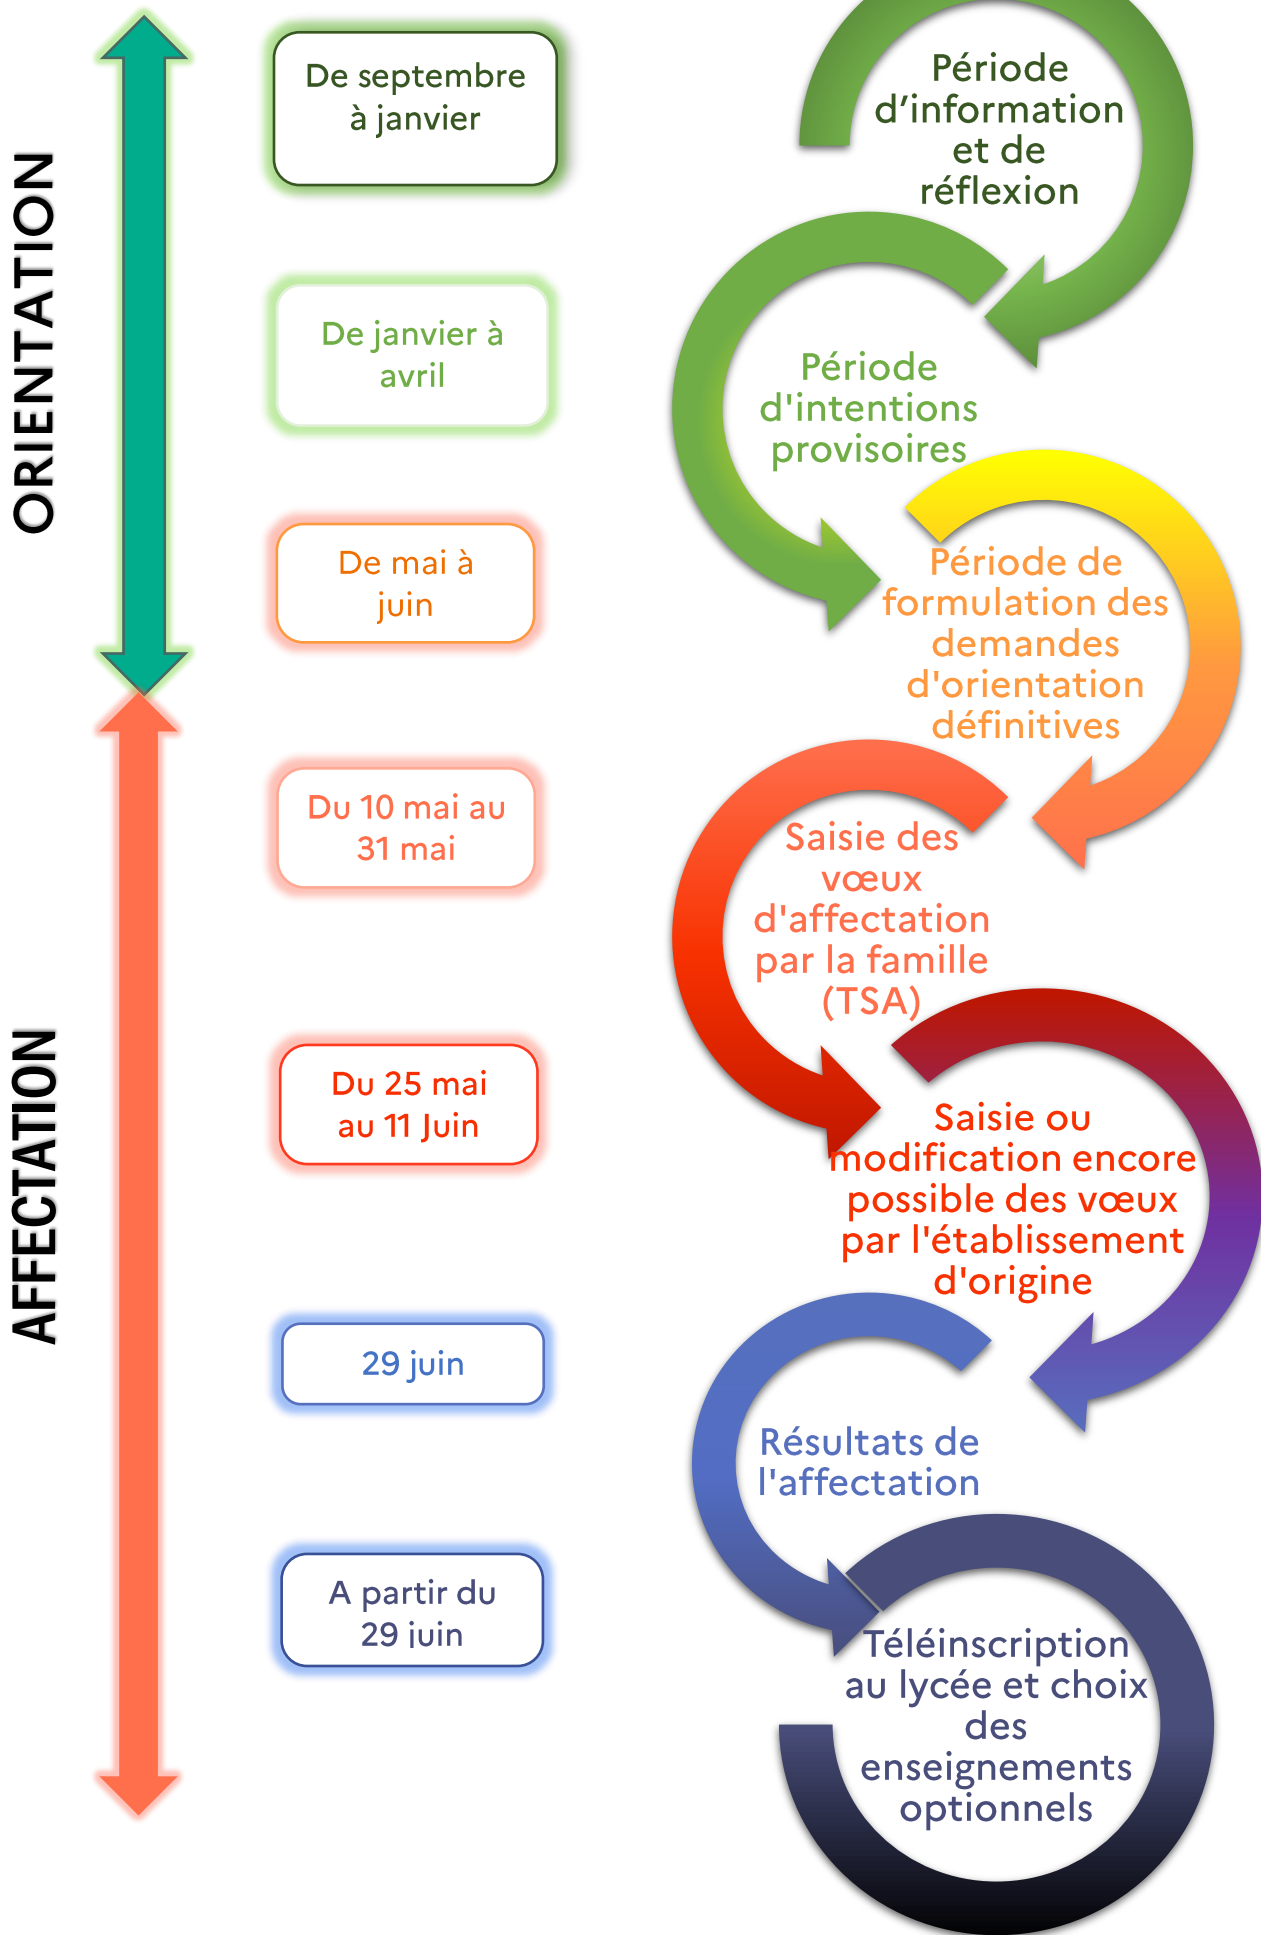 ORIENTATION
De septembre
à janvier
Période
d’information
et de
réflexion
De janvier à
avril
Période
d'intentions
provisoires
De mai à
juin
Période de
formulation des
demandes
d'orientation
définitives
AFFECTATION
Du 10 mai au
31 mai
Saisie des
vœux
d'affectation
par la famille
(TSA)
Du 25 mai
au 11 Juin
Saisie ou
modification encore
possible des vœux
par l'établissement
d'origine
29 juin
Résultats de
l'affectation
A partir du
29 juin
Téléinscription
au lycée et choix
des
enseignements
optionnels